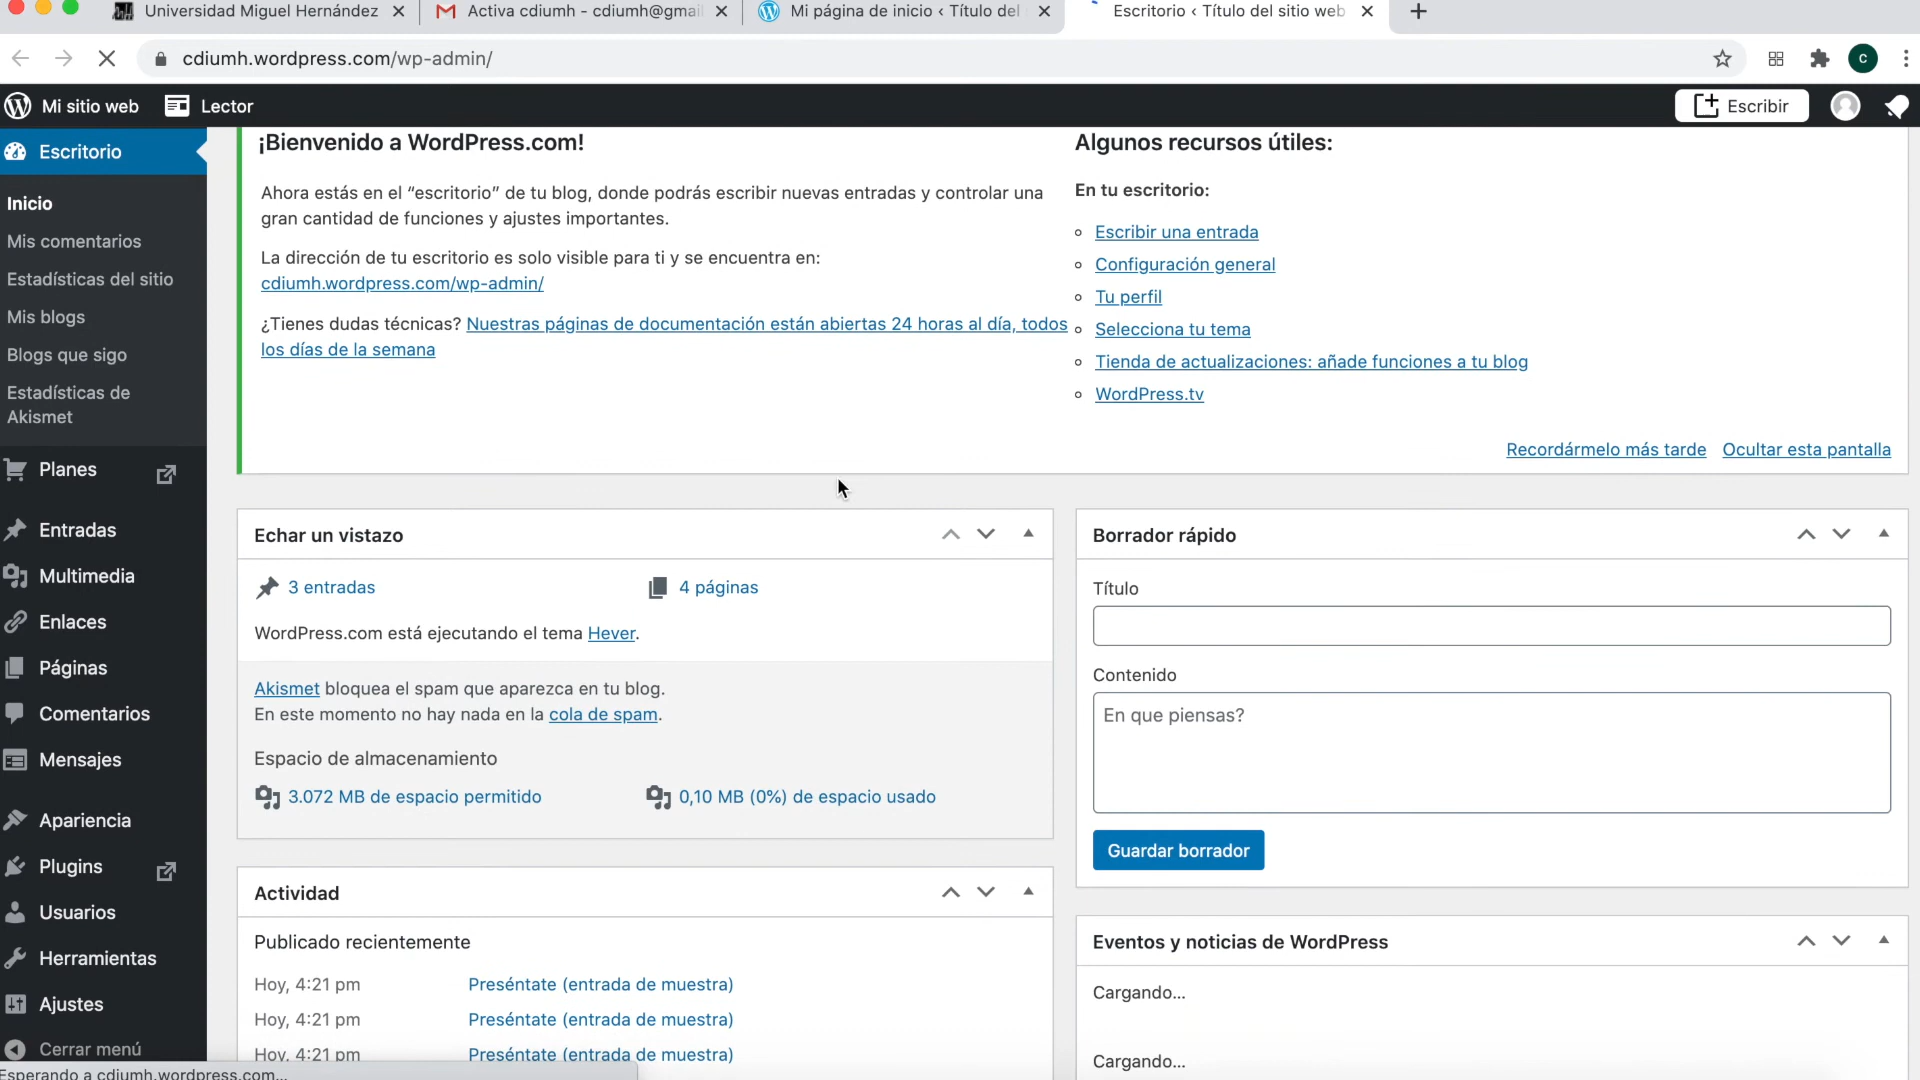 Universidad Miguel Hernández
Activa cdiumh - cdiumh@gmai
Mi página de inicio ‹ Título del
Escritorio ‹ Título del sitio web
cdiumh.wordpress.com/wp-admin/
C
Mi sitio web
Lector
Escribir
Escritorio
Inicio
Mis comentarios
Estadísticas del sitio
Mis blogs
Blogs que sigo
Estadísticas de
Akismet
Planes
Entradas
Multimedia
Enlaces
Páginas
Comentarios
Mensajes
Apariencia
Plugins
Usuarios
Herramientas
Ajustes
Cerrar menú
Esperando a cdiumh.wordpress.com...
¡Bienvenido a WordPress.com!
Ahora estás en el “escritorio” de tu blog, donde podrás escribir nuevas entradas y controlar una
gran cantidad de funciones y ajustes importantes.
La dirección de tu escritorio es solo visible para ti y se encuentra en:
cdiumh.wordpress.com/wp-admin/
¿Tienes dudas técnicas? Nuestras páginas de documentación están abiertas 24 horas al día, todos
los días de la semana
Algunos recursos útiles:
En tu escritorio:
Escribir una entrada
Configuración general
Tu perfil
Selecciona tu tema
Tienda de actualizaciones: añade funciones a tu blog
WordPress.tv
Recordármelo más tarde Ocultar esta pantalla
Echar un vistazo
3 entradas
4 páginas
WordPress.com está ejecutando el tema Hever.
Akismet bloquea el spam que aparezca en tu blog.
En este momento no hay nada en la cola de spam.
Espacio de almacenamiento
3.072 MB de espacio permitido
0,10 MB (0%) de espacio usado
Actividad
Publicado recientemente
Hoy, 4:21 pm Preséntate (entrada de muestra)
Hoy, 4:21 pm Preséntate (entrada de muestra)
Hoy, 4:21 pm Preséntate (entrada de muestra)
Borrador rápido
Título
Contenido
En que piensas?
Guardar borrador
Eventos y noticias de WordPress
Cargando...
Cargando...